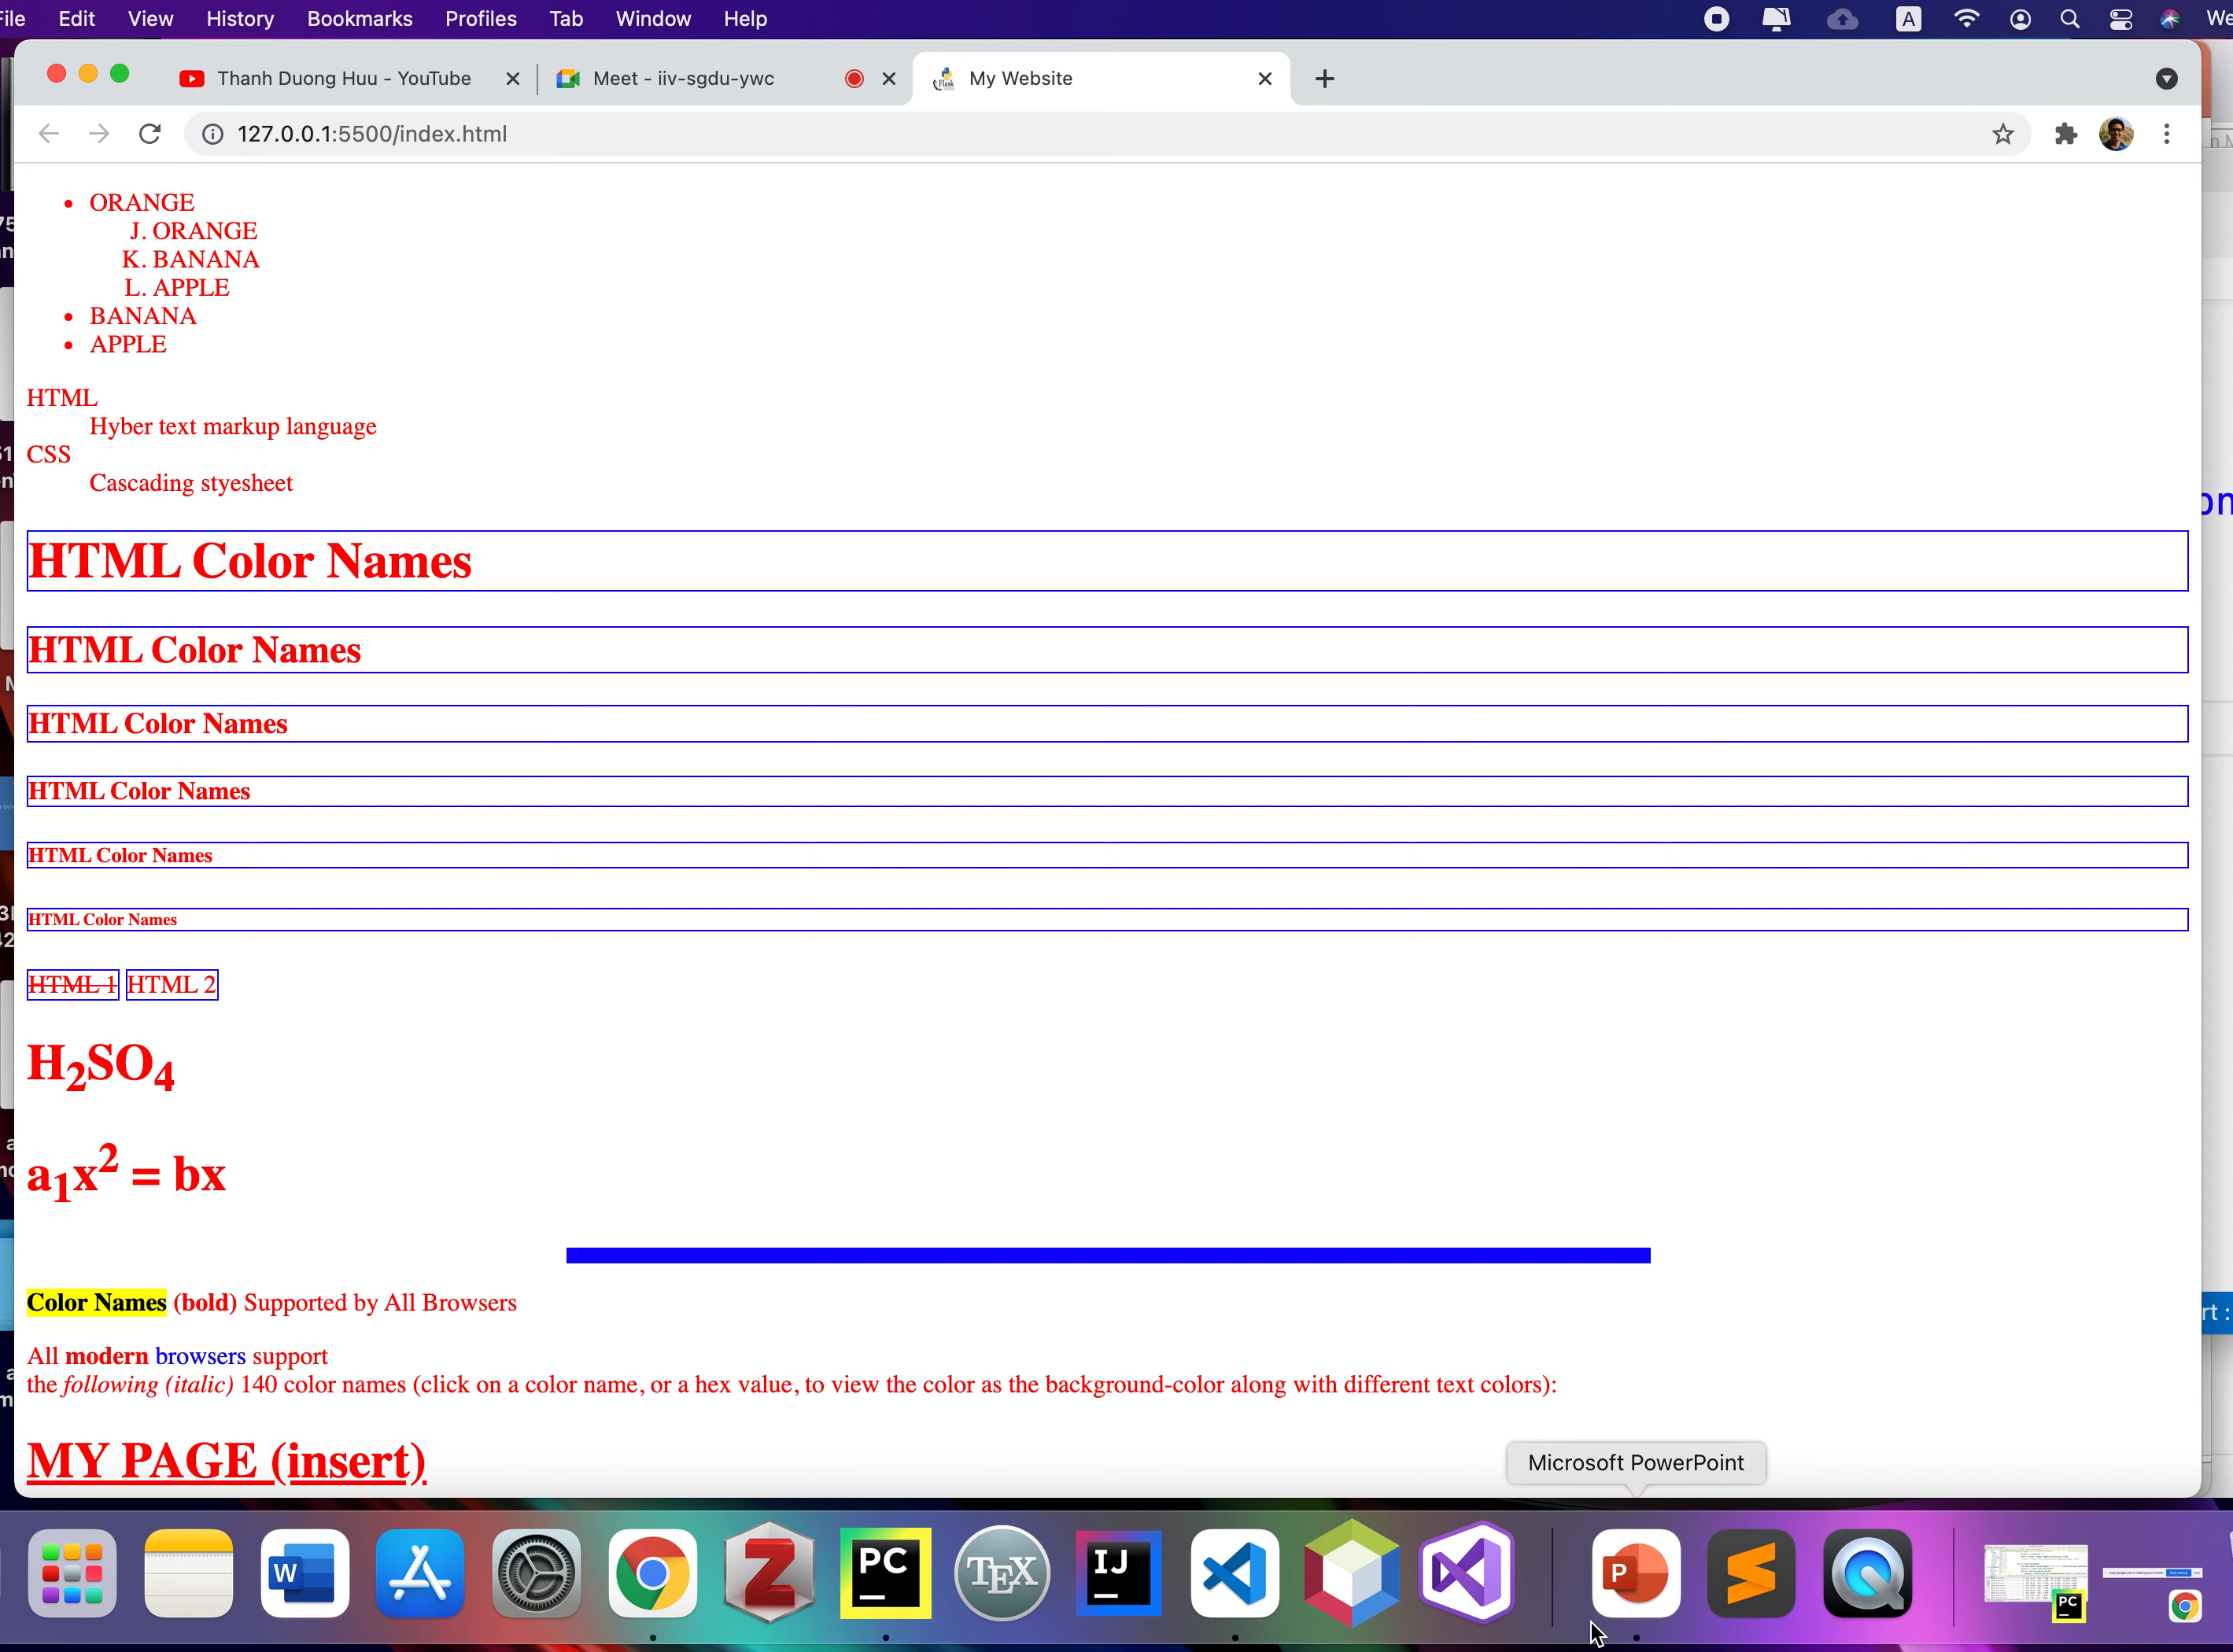 File Edit View History Bookmarks Profiles Tab Window Help A We
Thanh Duong Huu - YouTube Meet - iiv-sgdu-ywc My Website
127.0.0.1:5500/index.html
• ORANGE
J. ORANGE
K. BANANA
L. APPLE
• BANANA
• APPLE
HTML
Hyber text markup language
CSS
Cascading styesheet
HTML Color Names
HTML Color Names
HTML Color Names
HTML Color Names
HTML Color Names
HTML Color Names
HTML 1 HTML 2
H₂SO₄
a₁x² = bx
Color Names (bold) Supported by All Browsers
All modern browsers support
the following (italic) 140 color names (click on a color name, or a hex value, to view the color as the background-color along with different text colors):
MY PAGE (insert)
Microsoft PowerPoint
W Z PC TEX IJ P PC